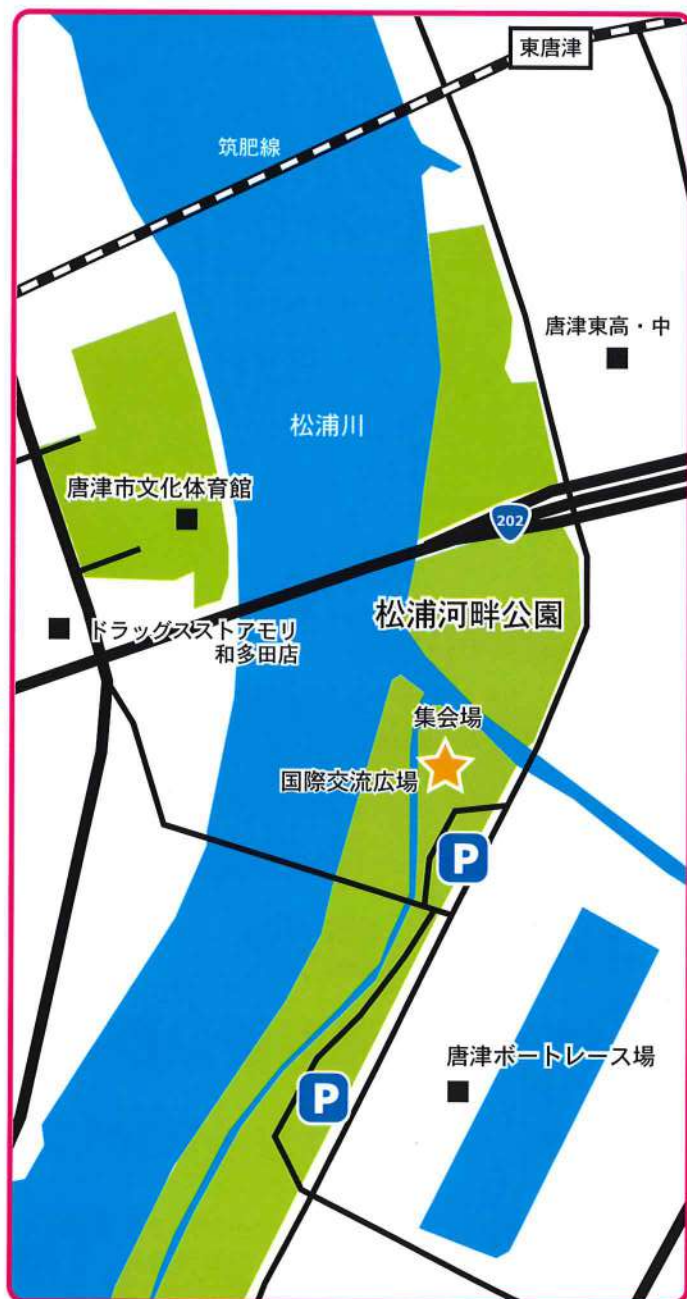 東唐津
筑肥線
唐津東高・中
松浦川
唐津市文化体育館
202
松浦河畔公園
ドラッグスストアモリ
和多田店
集会場
国際交流広場
P
唐津ボートレース場
P